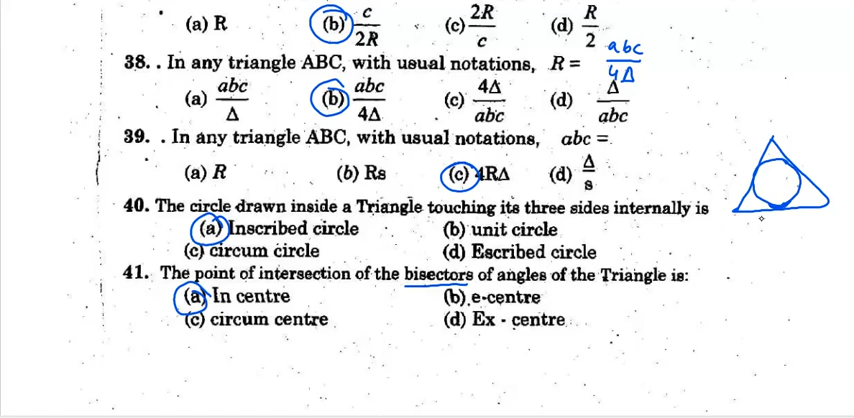 (a) R (b) c/2R (c) 2R/c (d) R/2
38. . In any triangle ABC, with usual notations, R = abc/4Δ
(a) abc/Δ (b) abc/4Δ (c) 4Δ/abc (d) Δ/abc
39. . In any triangle ABC, with usual notations, abc =
(a) R (b) Rs (c) 4RΔ (d) Δ/s
40. The circle drawn inside a Triangle touching its three sides internally is
(a) Inscribed circle (b) unit circle
(c) circum circle (d) Escribed circle
41. The point of intersection of the bisectors of angles of the Triangle is:
(a) In centre (b) e-centre
(c) circum centre (d) Ex - centre